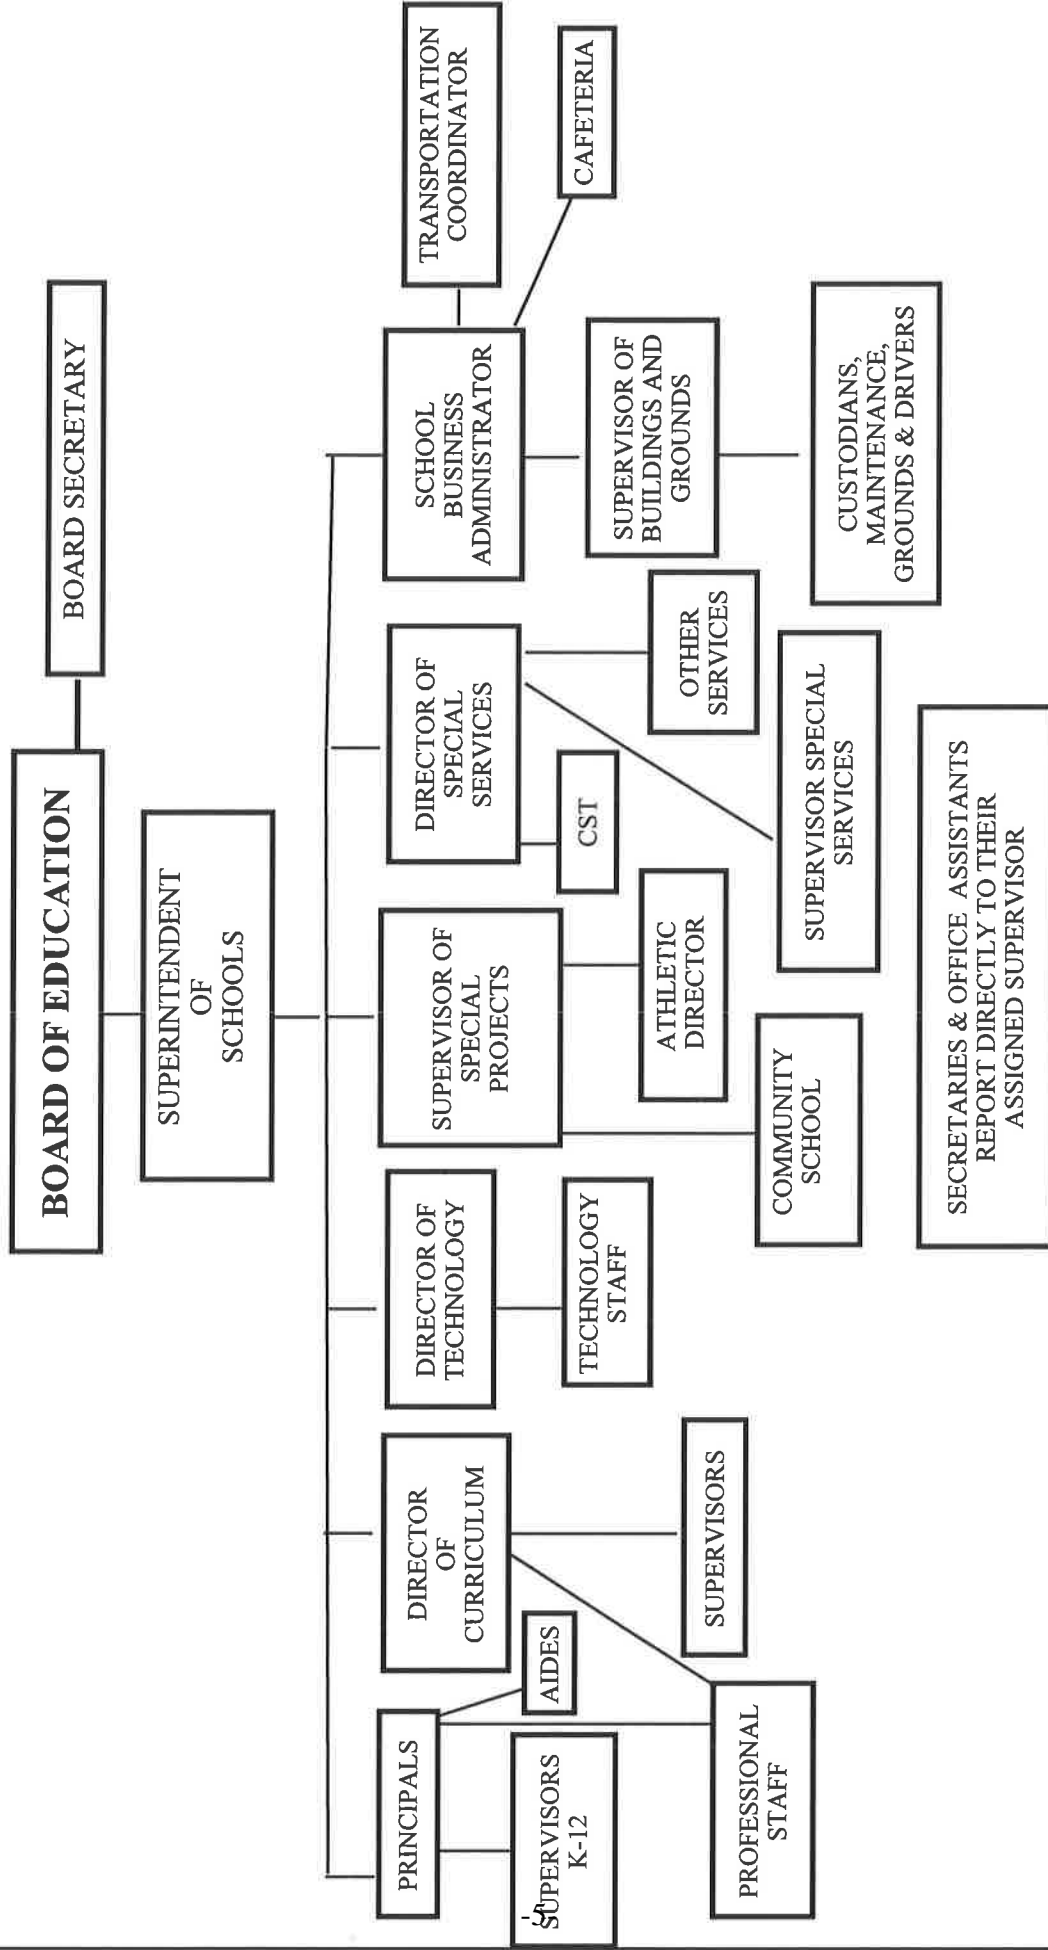 BOARD OF EDUCATION
BOARD SECRETARY
SUPERINTENDENT
OF
SCHOOLS
PRINCIPALS
DIRECTOR
OF
CURRICULUM
DIRECTOR OF
TECHNOLOGY
SUPERVISOR OF
SPECIAL
PROJECTS
DIRECTOR OF
SPECIAL
SERVICES
SCHOOL
BUSINESS
ADMINISTRATOR
TRANSPORTATION
COORDINATOR
SUPERVISORS
K-12
AIDES
TECHNOLOGY
STAFF
CST
CAFETERIA
PROFESSIONAL
STAFF
SUPERVISORS
ATHLETIC
DIRECTOR
OTHER
SERVICES
SUPERVISOR OF
BUILDINGS AND
GROUNDS
COMMUNITY
SCHOOL
SUPERVISOR SPECIAL
SERVICES
CUSTODIANS,
MAINTENANCE,
GROUNDS & DRIVERS
SECRETARIES & OFFICE ASSISTANTS
REPORT DIRECTLY TO THEIR
ASSIGNED SUPERVISOR
-5-